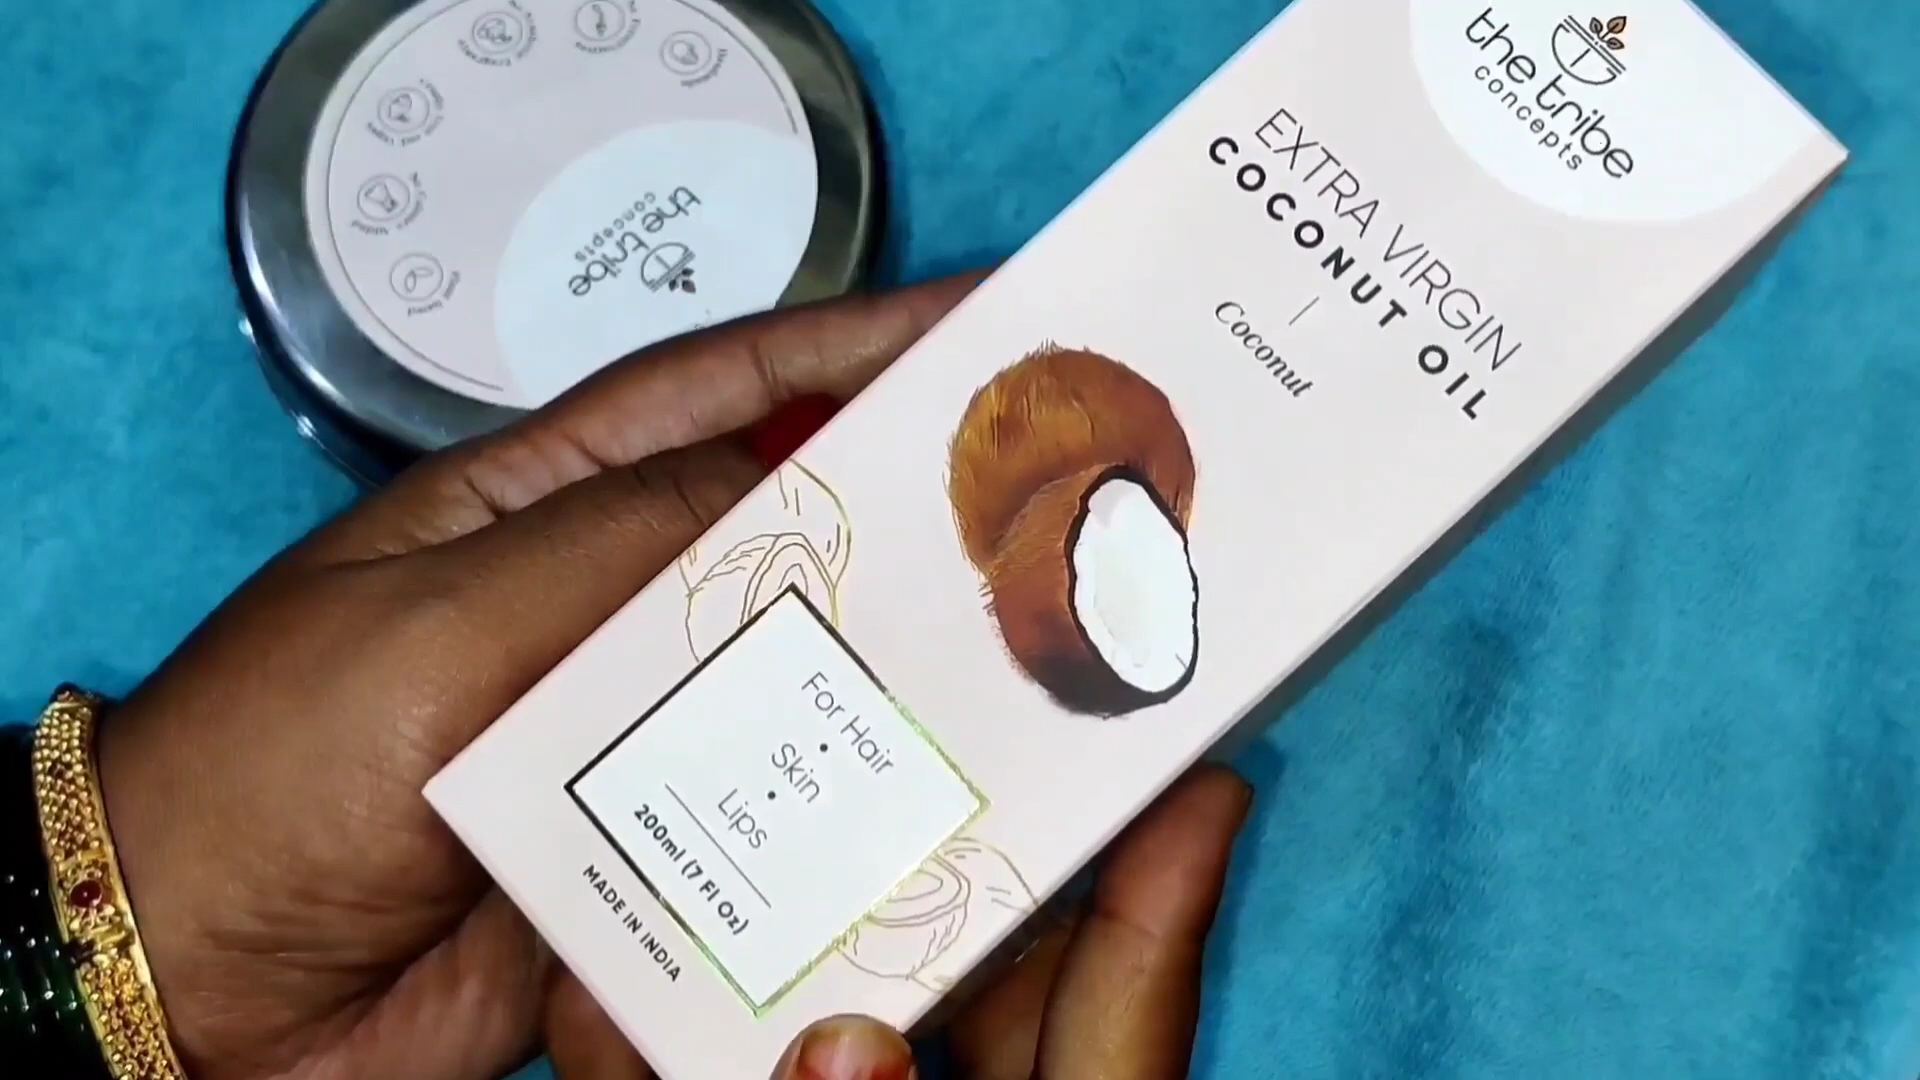 the tribe
concepts
EXTRA VIRGIN
COCONUT OIL
Coconut
For Hair
Skin
Lips
200ml (7 Fl Oz)
MADE IN INDIA
the tribe
concepts